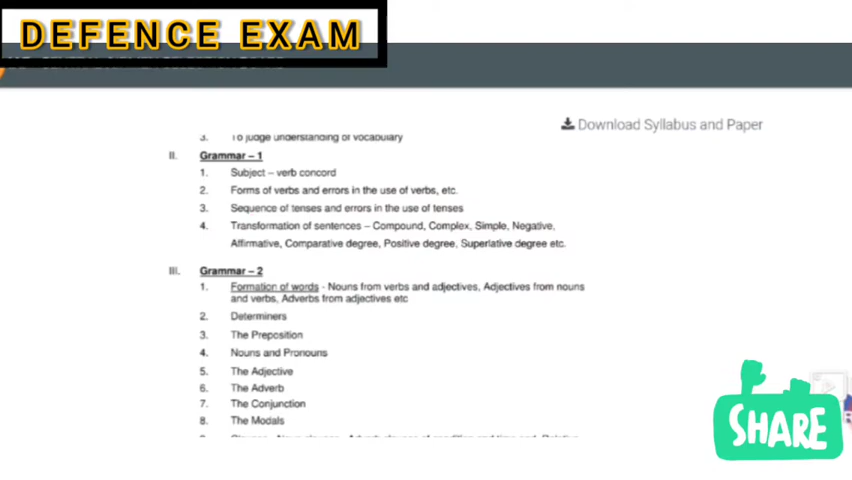 DEFENCE EXAM
Download Syllabus and Paper
3. To judge understanding of vocabulary
II. Grammar – 1
1. Subject – verb concord
2. Forms of verbs and errors in the use of verbs, etc.
3. Sequence of tenses and errors in the use of tenses
4. Transformation of sentences – Compound, Complex, Simple, Negative,
Affirmative, Comparative degree, Positive degree, Superlative degree etc.
III. Grammar – 2
1. Formation of words - Nouns from verbs and adjectives, Adjectives from nouns
and verbs, Adverbs from adjectives etc
2. Determiners
3. The Preposition
4. Nouns and Pronouns
5. The Adjective
6. The Adverb
7. The Conjunction
8. The Modals
SHARE